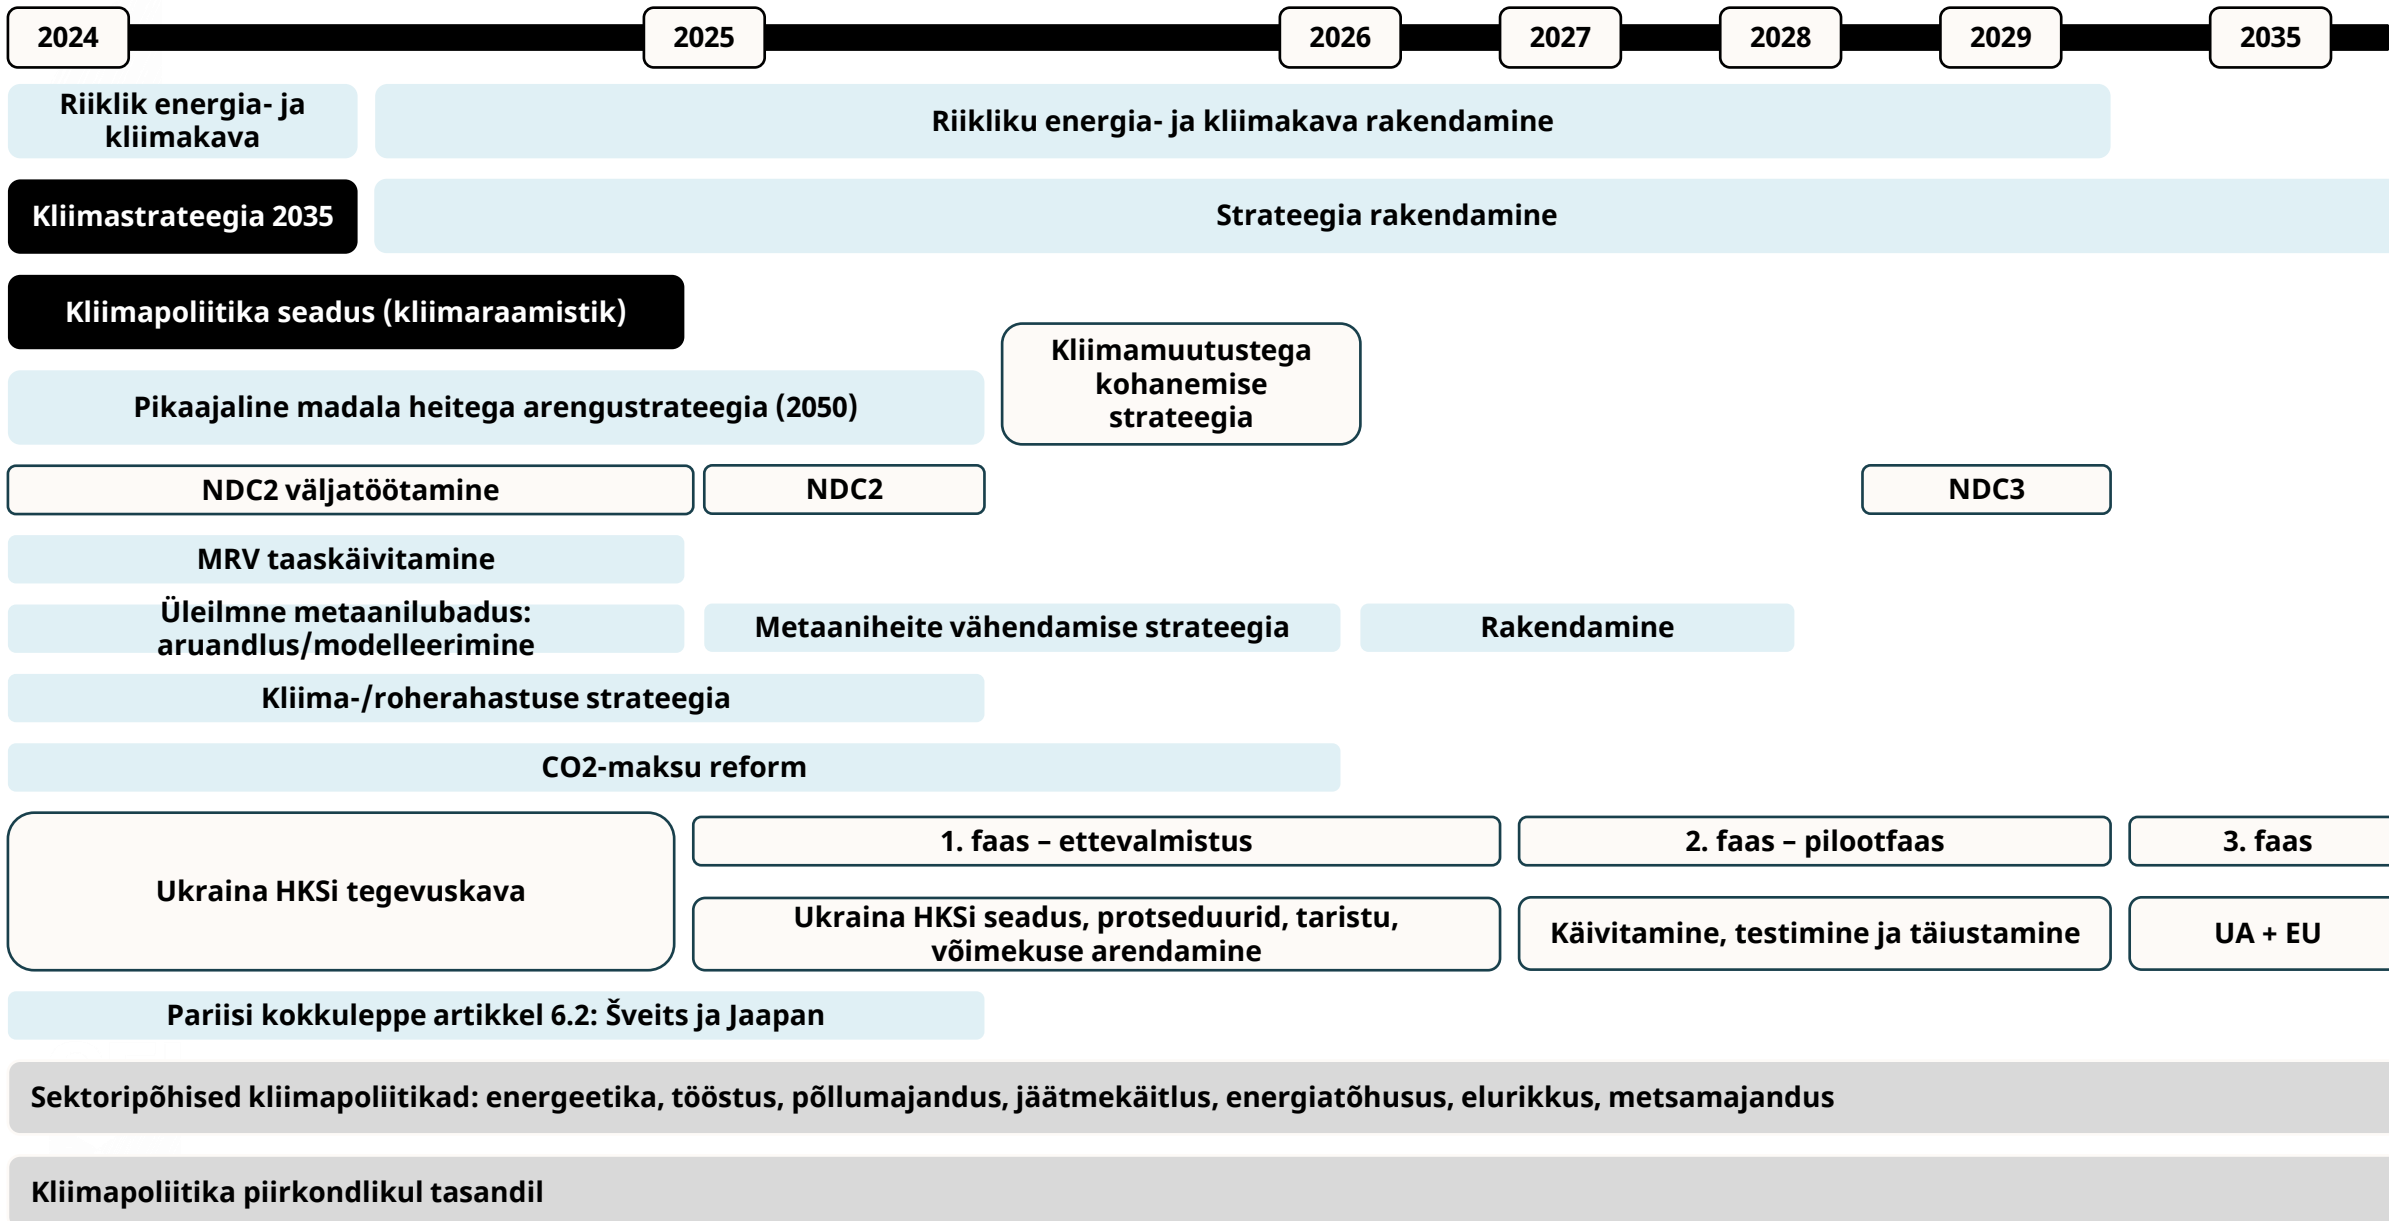 2024
2025
2026
2027
2028
2029
2035
Riiklik energia- ja
kliimakava
Riikliku energia- ja kliimakava rakendamine
Kliimastrateegia 2035
Strateegia rakendamine
Kliimapoliitika seadus (kliimaraamistik)
Kliimamuutustega
kohanemise
strateegia
Pikaajaline madala heitega arengustrateegia (2050)
NDC2 väljatöötamine
NDC2
NDC3
MRV taaskäivitamine
Üleilmne metaanilubadus:
aruandlus/modelleerimine
Metaaniheite vähendamise strateegia
Rakendamine
Kliima-/roherahastuse strateegia
CO2-maksu reform
Ukraina HKSi tegevuskava
1. faas – ettevalmistus
2. faas – pilootfaas
3. faas
Ukraina HKSi seadus, protseduurid, taristu,
võimekuse arendamine
Käivitamine, testimine ja täiustamine
UA + EU
Pariisi kokkuleppe artikkel 6.2: Šveits ja Jaapan
Sektoripõhised kliimapoliitikad: energeetika, tööstus, põllumajandus, jäätmekäitlus, energiatõhusus, elurikkus, metsamajandus
Kliimapoliitika piirkondlikul tasandil